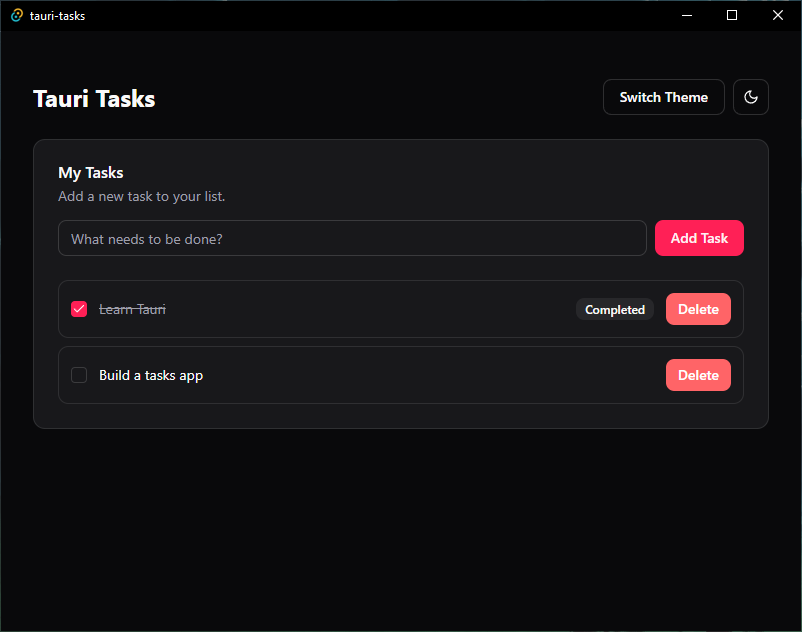 tauri-tasks
Tauri Tasks
Switch Theme
My Tasks
Add a new task to your list.
What needs to be done?
Add Task
Learn Tauri
Completed
Delete
Build a tasks app
Delete